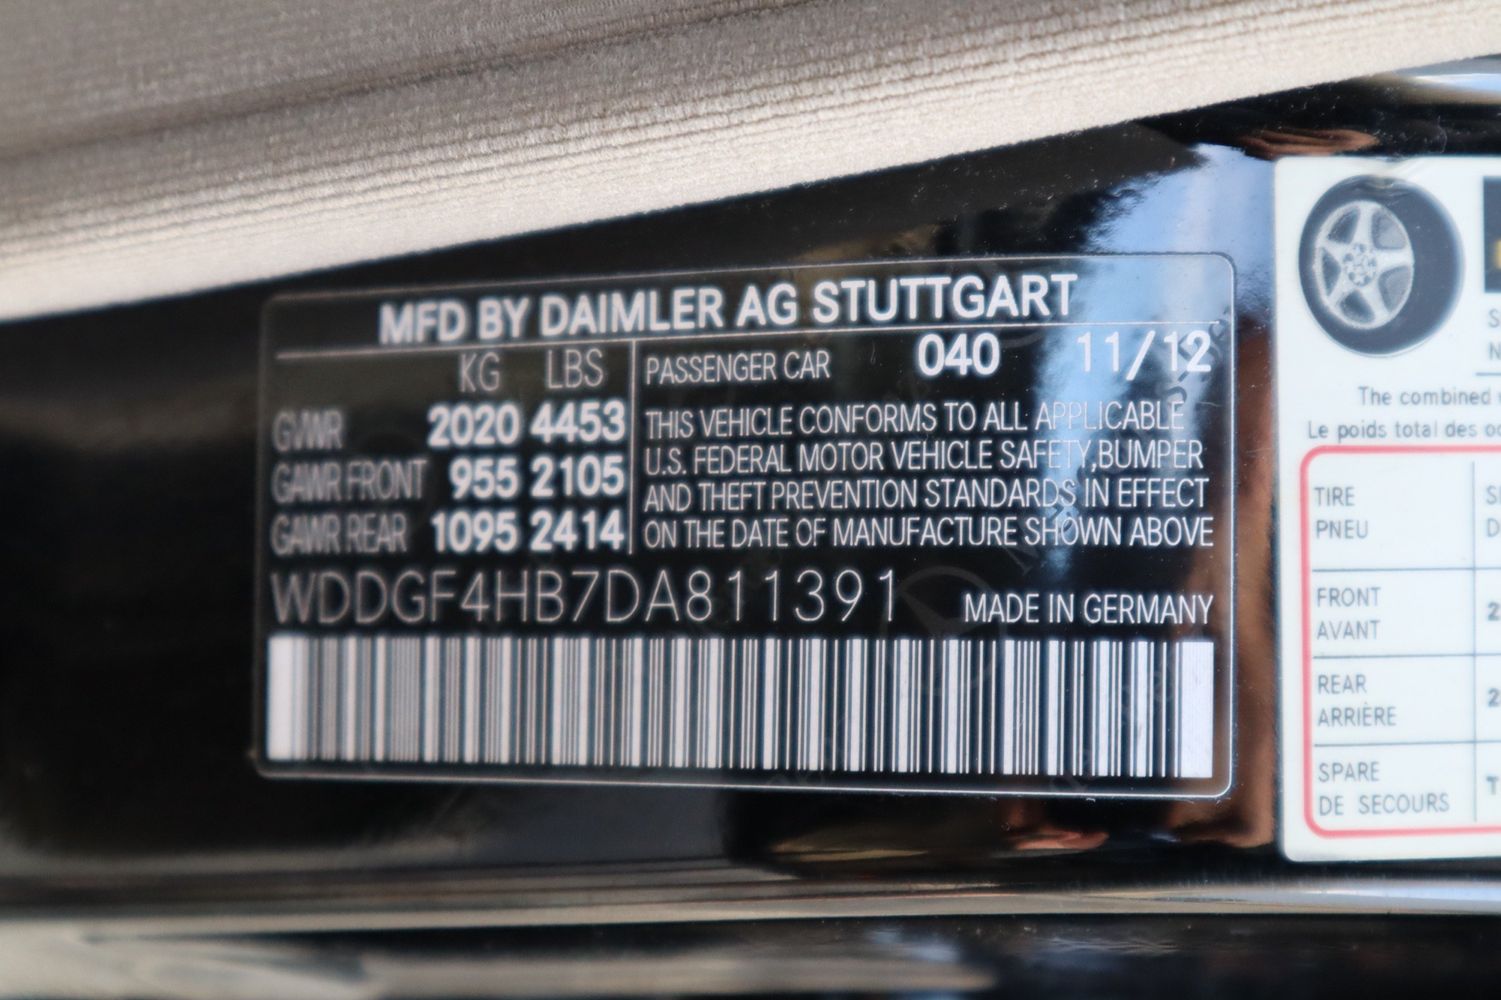 MFD BY DAIMLER AG STUTTGART
KG LBS
GVWR 2020 4453
GAWR FRONT 955 2105
GAWR REAR 1095 2414
PASSENGER CAR 040 11/12
THIS VEHICLE CONFORMS TO ALL APPLICABLE
U.S. FEDERAL MOTOR VEHICLE SAFETY,BUMPER
AND THEFT PREVENTION STANDARDS IN EFFECT
ON THE DATE OF MANUFACTURE SHOWN ABOVE
WDDGF4HB7DA811391 MADE IN GERMANY
The combined
Le poids total des
TIRE
PNEU
FRONT
AVANT
REAR
ARRIÈRE
SPARE
DE SECOURS